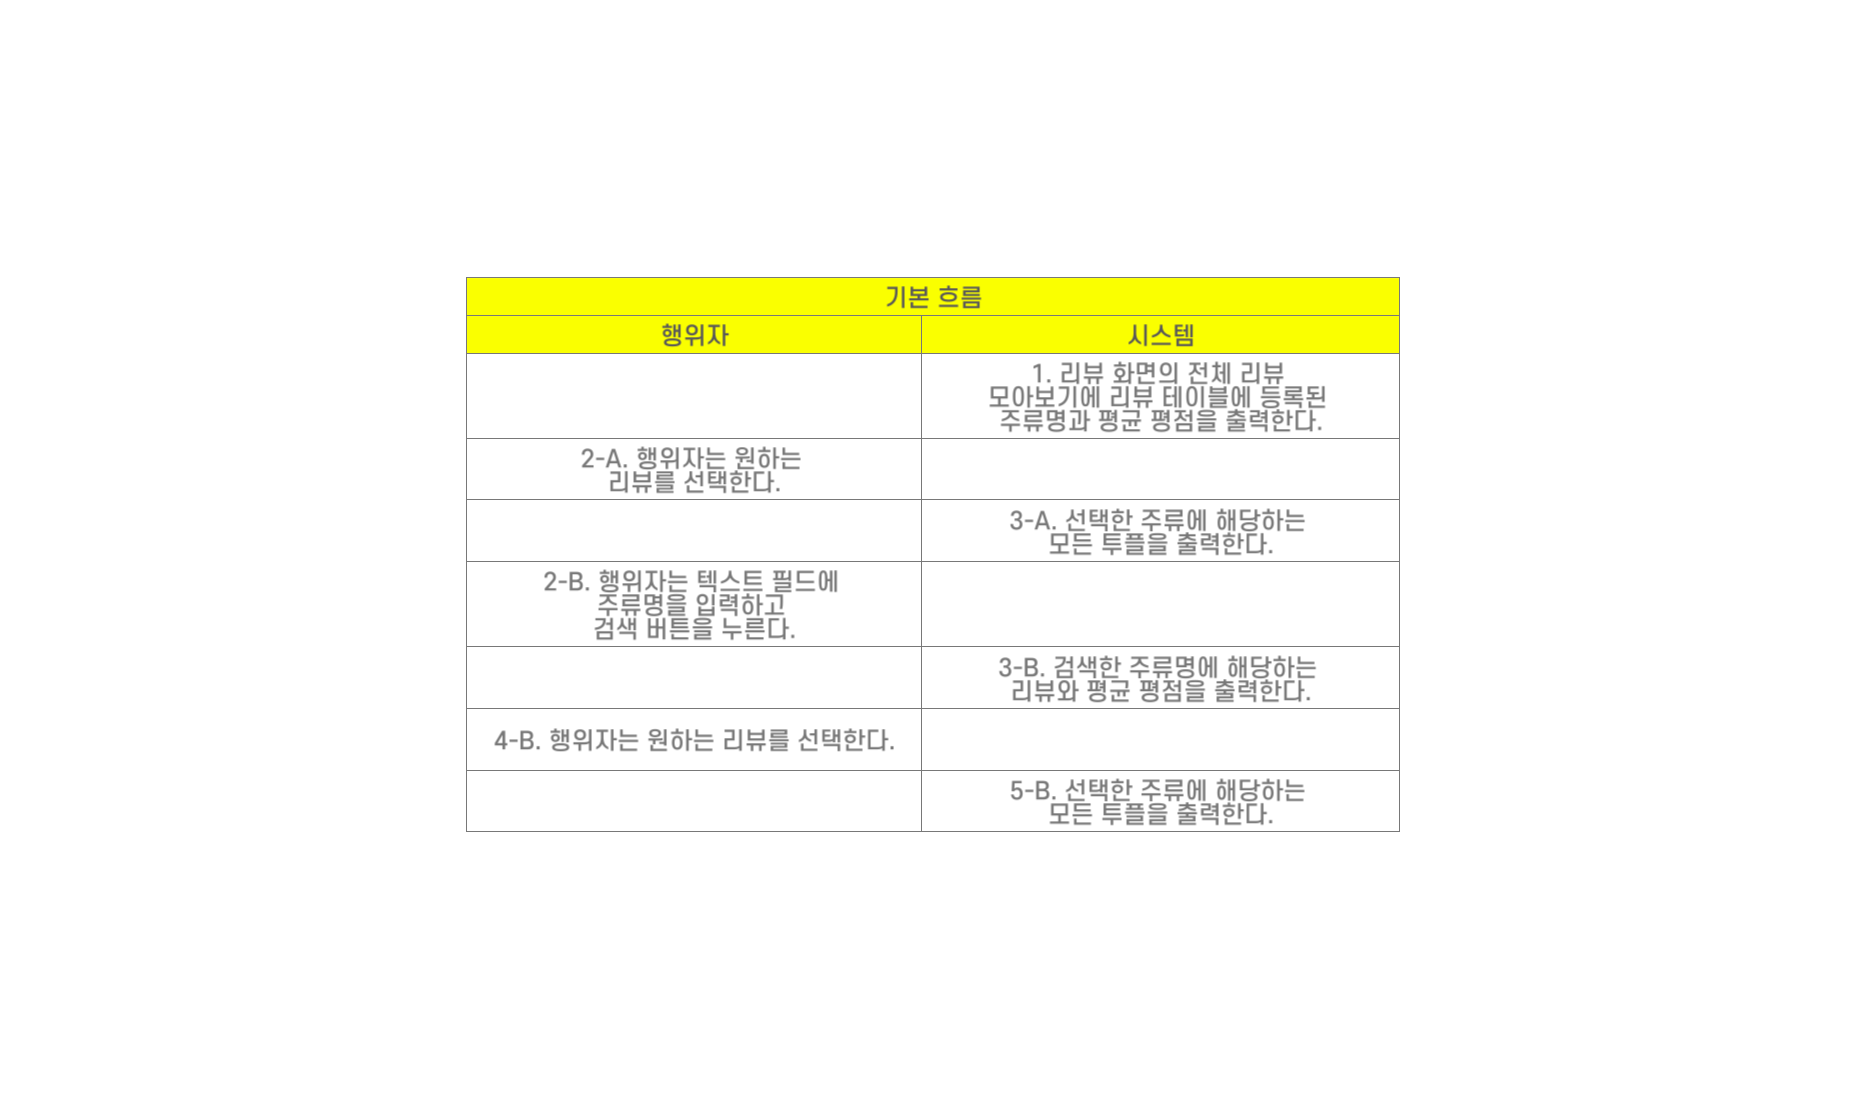 기본 흐름
행위자
시스템
1. 리뷰 화면의 전체 리뷰
모아보기에 리뷰 테이블에 등록된
주류명과 평균 평점을 출력한다.
2-A. 행위자는 원하는
리뷰를 선택한다.
3-A. 선택한 주류에 해당하는
모든 투플을 출력한다.
2-B. 행위자는 텍스트 필드에
주류명을 입력하고
검색 버튼을 누른다.
3-B. 검색한 주류명에 해당하는
리뷰와 평균 평점을 출력한다.
4-B. 행위자는 원하는 리뷰를 선택한다.
5-B. 선택한 주류에 해당하는
모든 투플을 출력한다.